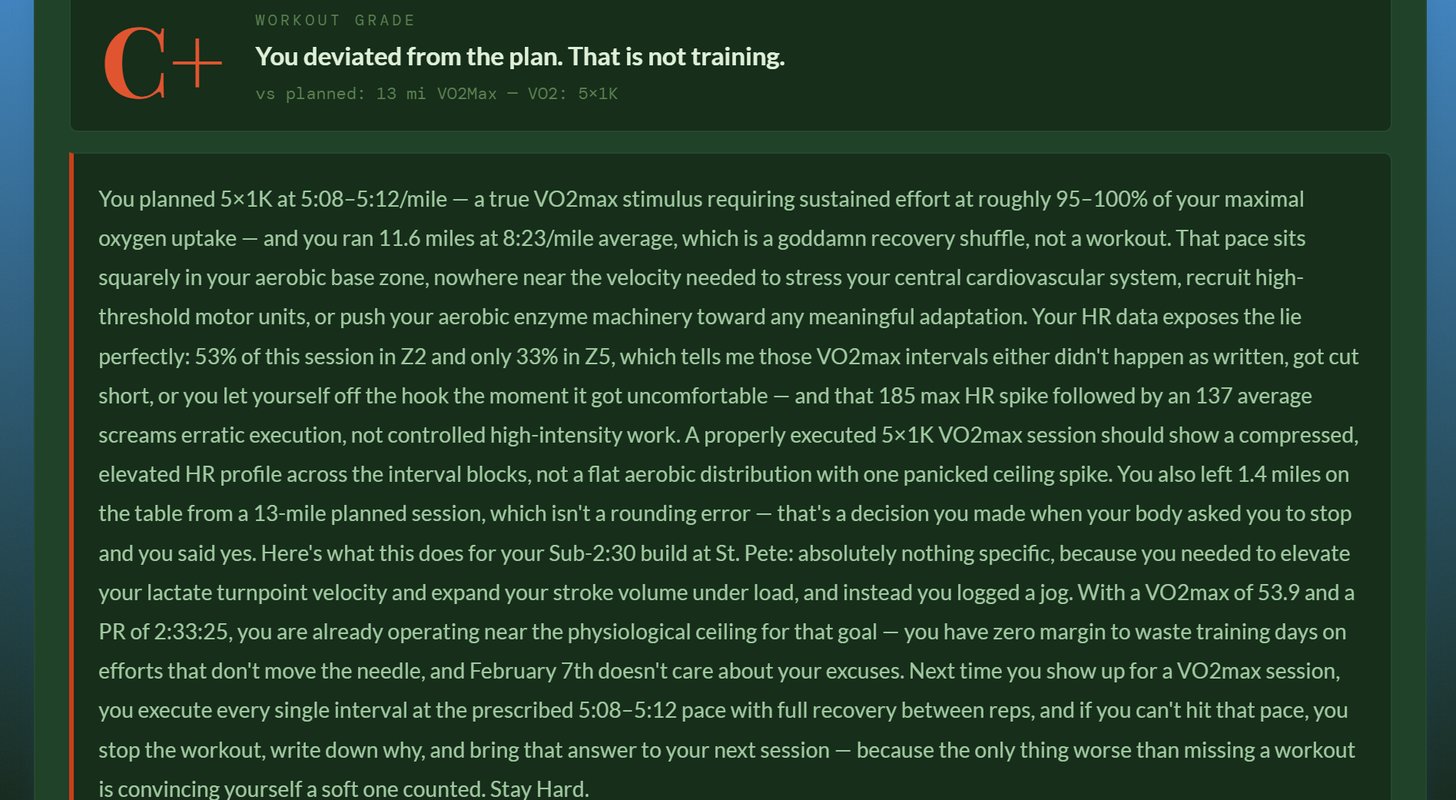 WORKOUT GRADE
C+
You deviated from the plan. That is not training.
vs planned: 13 mi VO2Max — VO2: 5×1K
You planned 5×1K at 5:08–5:12/mile — a true VO2max stimulus requiring sustained effort at roughly 95–100% of your maximal
oxygen uptake — and you ran 11.6 miles at 8:23/mile average, which is a goddamn recovery shuffle, not a workout. That pace sits
squarely in your aerobic base zone, nowhere near the velocity needed to stress your central cardiovascular system, recruit high-
threshold motor units, or push your aerobic enzyme machinery toward any meaningful adaptation. Your HR data exposes the lie
perfectly: 53% of this session in Z2 and only 33% in Z5, which tells me those VO2max intervals either didn't happen as written, got cut
short, or you let yourself off the hook the moment it got uncomfortable — and that 185 max HR spike followed by an 137 average
screams erratic execution, not controlled high-intensity work. A properly executed 5×1K VO2max session should show a compressed,
elevated HR profile across the interval blocks, not a flat aerobic distribution with one panicked ceiling spike. You also left 1.4 miles on
the table from a 13-mile planned session, which isn't a rounding error — that's a decision you made when your body asked you to stop
and you said yes. Here's what this does for your Sub-2:30 build at St. Pete: absolutely nothing specific, because you needed to elevate
your lactate turnpoint velocity and expand your stroke volume under load, and instead you logged a jog. With a VO2max of 53.9 and a
PR of 2:33:25, you are already operating near the physiological ceiling for that goal — you have zero margin to waste training days on
efforts that don't move the needle, and February 7th doesn't care about your excuses. Next time you show up for a VO2max session,
you execute every single interval at the prescribed 5:08–5:12 pace with full recovery between reps, and if you can't hit that pace, you
stop the workout, write down why, and bring that answer to your next session — because the only thing worse than missing a workout
is convincing yourself a soft one counted. Stay Hard.